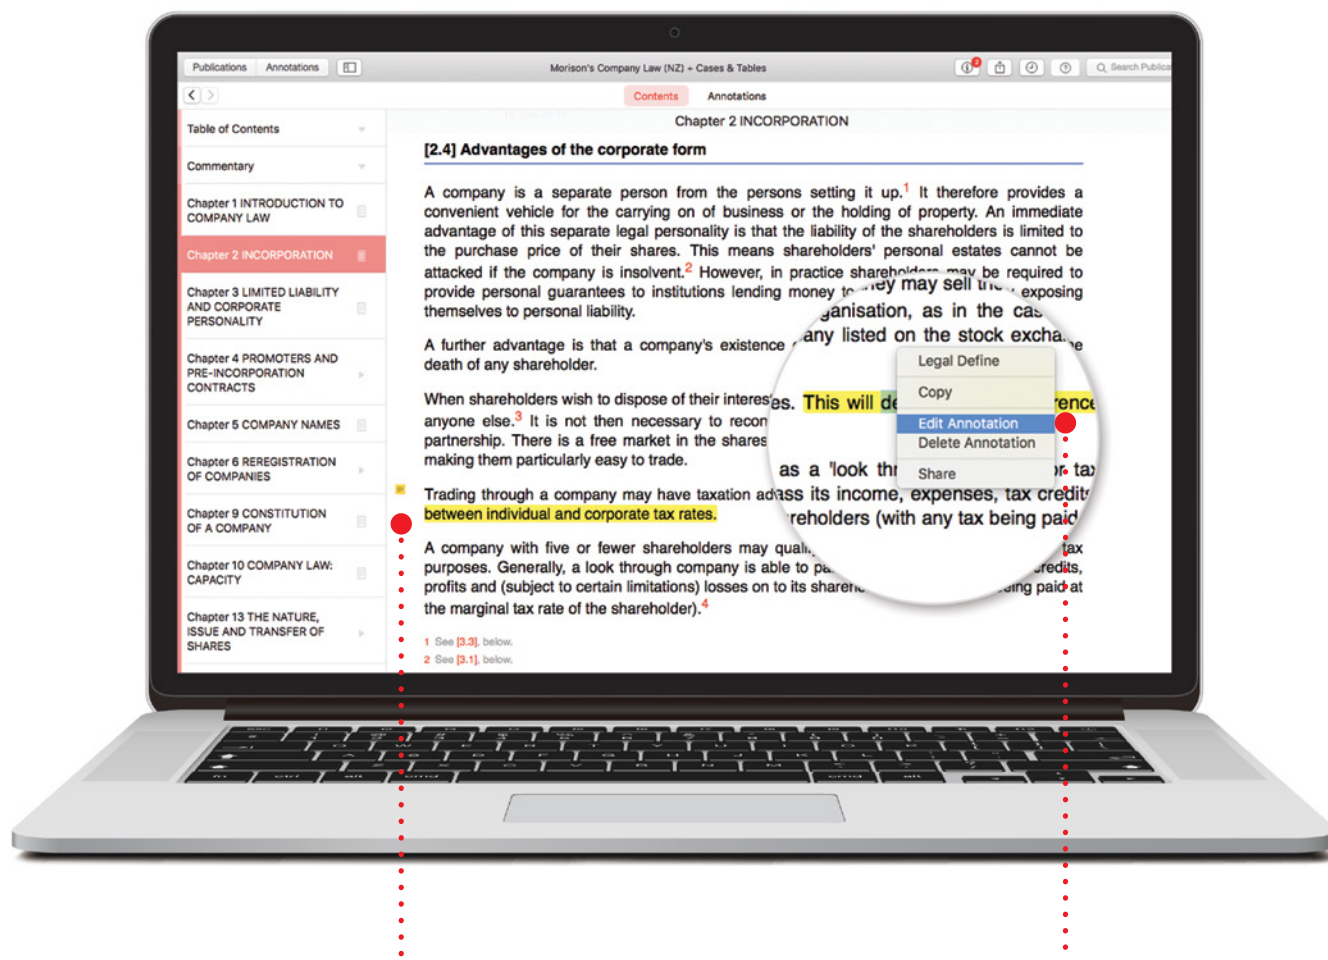 Publications Annotations
Morison's Company Law (NZ) + Cases & Tables
2
Search Publica
Contents Annotations
Table of Contents
Commentary
Chapter 1 INTRODUCTION TO
COMPANY LAW
Chapter 2 INCORPORATION
Chapter 3 LIMITED LIABILITY
AND CORPORATE
PERSONALITY
Chapter 4 PROMOTERS AND
PRE-INCORPORATION
CONTRACTS
Chapter 5 COMPANY NAMES
Chapter 6 REREGISTRATION
OF COMPANIES
Chapter 9 CONSTITUTION
OF A COMPANY
Chapter 10 COMPANY LAW:
CAPACITY
Chapter 13 THE NATURE,
ISSUE AND TRANSFER OF
SHARES
Chapter 2 INCORPORATION
[2.4] Advantages of the corporate form
A company is a separate person from the persons setting it up.1 It therefore provides a
convenient vehicle for the carrying on of business or the holding of property. An immediate
advantage of this separate legal personality is that the liability of the shareholders is limited to
the purchase price of their shares. This means shareholders' personal estates cannot be
attacked if the company is insolvent.2 However, in practice shareholders may be required to
provide personal guarantees to institutions lending money to exposing
themselves to personal liability.
A further advantage is that a company's existence
death of any shareholder.
When shareholders wish to dispose of their interes
anyone else.3 It is not then necessary to recon
partnership. There is a free market in the shares
making them particularly easy to trade.
Trading through a company may have taxation ad
between individual and corporate tax rates.
A company with five or fewer shareholders may quali tax
purposes. Generally, a look through company is able to pa redits,
profits and (subject to certain limitations) losses on to its shareho eing paid at
the marginal tax rate of the shareholder).4
1 See [3.3], below.
2 See [3.1], below.
they may sell
ganisation, as in the cas
any listed on the stock excha
es. This will de rence
as a 'look thr or tax
ass its income, expenses, tax credits
reholders (with any tax being paid
Legal Define
Copy
Edit Annotation
Delete Annotation
Share
fn ctrl alt cmd cmd alt